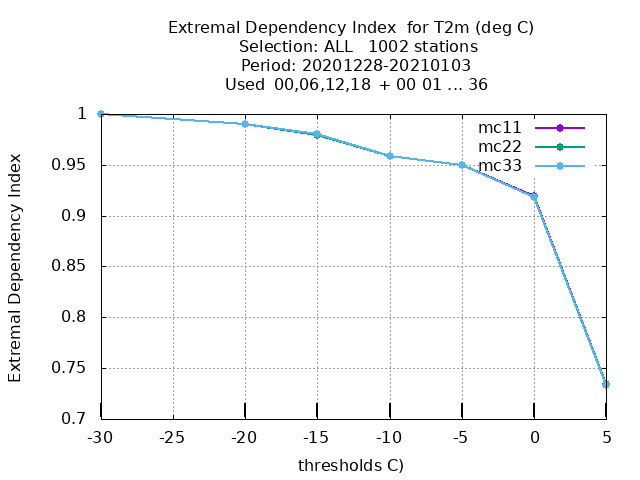 Extremal Dependency Index  for T2m (deg C)
Selection: ALL   1002 stations
Period: 20201228-20210103
Used  00,06,12,18  + 00 01 ... 36
mc11
mc22
mc33
Extremal Dependency Index
1
0.95
0.9
0.85
0.8
0.75
0.7
-30 -25 -20 -15 -10 -5 0 5
thresholds C)